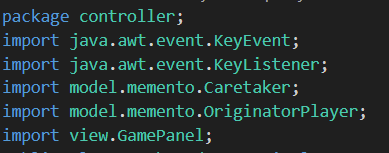 package controller;
import java.awt.event.KeyEvent;
import java.awt.event.KeyListener;
import model.memento.Caretaker;
import model.memento.OriginatorPlayer;
import view.GamePanel;